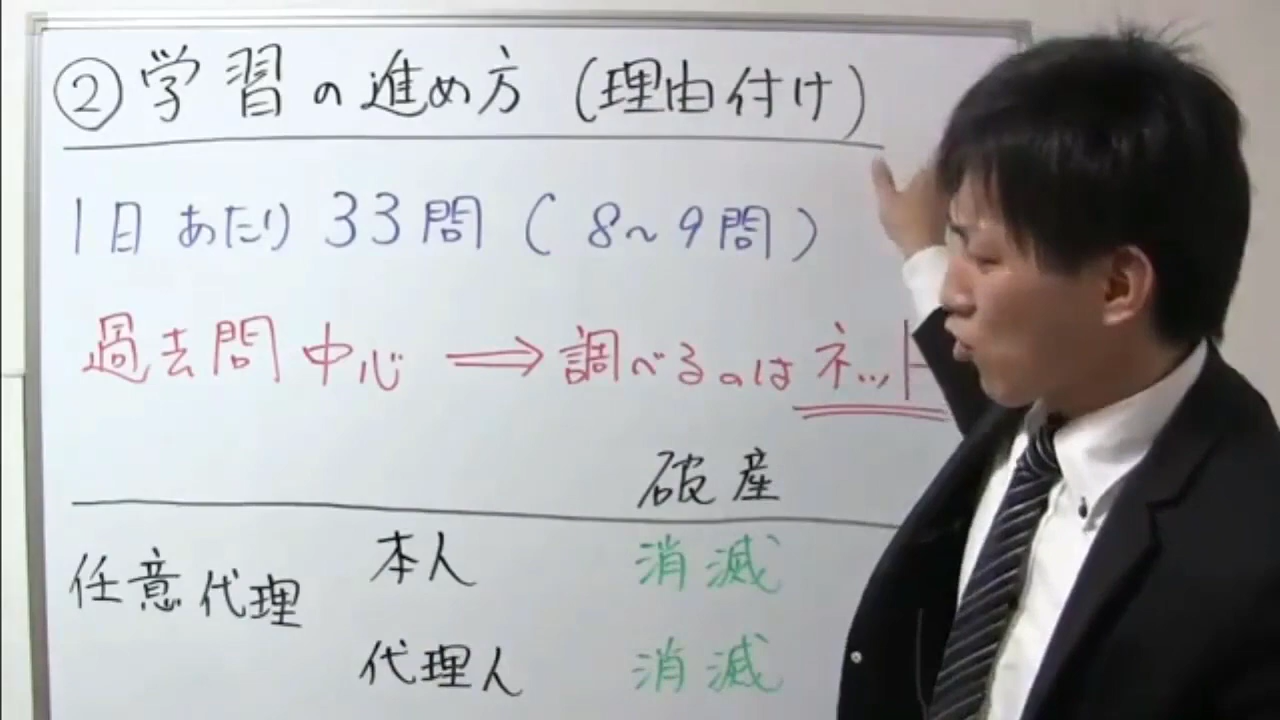 ②学習の進め方(理由付け)
1日あたり33問(8~9問)
過去問中心⇒調べるのはネット
破産
任意代理 本人 消滅
代理人 消滅